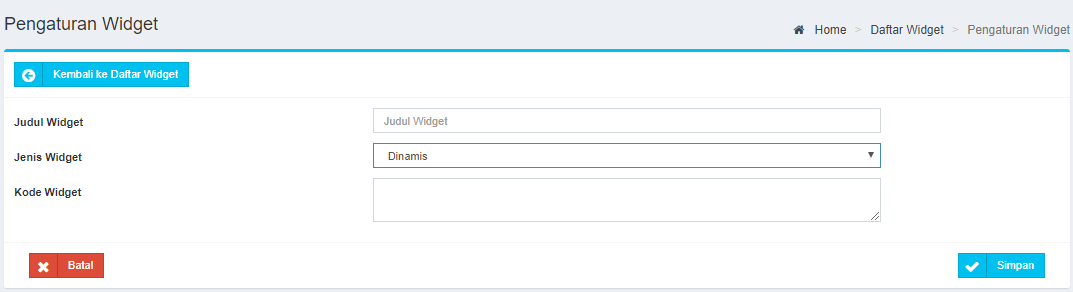 Pengaturan Widget
Home > Daftar Widget > Pengaturan Widget
Kembali ke Daftar Widget
Judul Widget
Judul Widget
Jenis Widget
Dinamis
Kode Widget
Batal
Simpan